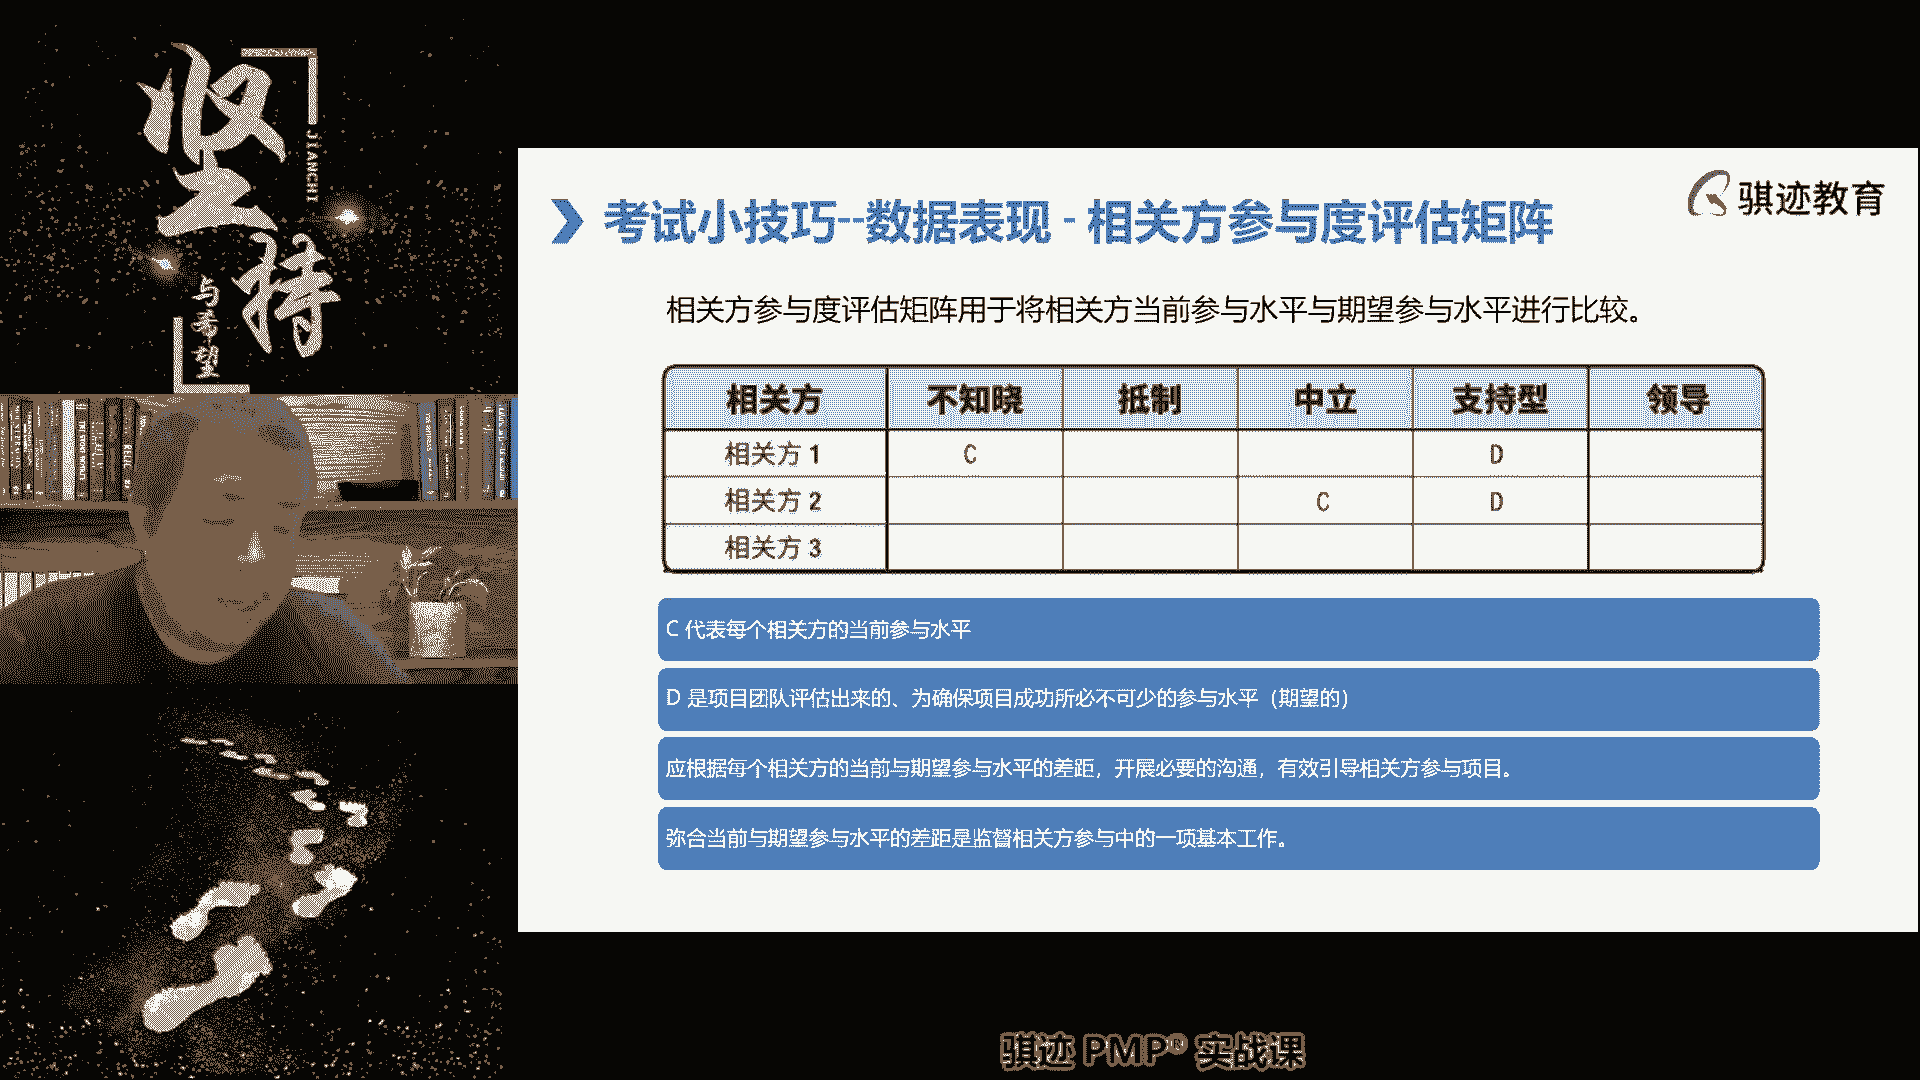 坚持
JIANCHI
与希望
骐迹教育
考试小技巧--数据表现 - 相关方参与度评估矩阵
相关方参与度评估矩阵用于将相关方当前参与水平与期望参与水平进行比较。
相关方 不知晓 抵制 中立 支持型 领导
相关方 1 C D
相关方 2 C D
相关方 3
C 代表每个相关方的当前参与水平
D 是项目团队评估出来的、为确保项目成功所必不可少的参与水平（期望的）
应根据每个相关方的当前与期望参与水平的差距，开展必要的沟通，有效引导相关方参与项目。
弥合当前与期望参与水平的差距是监督相关方参与中的一项基本工作。
骐迹 PMP® 实战课